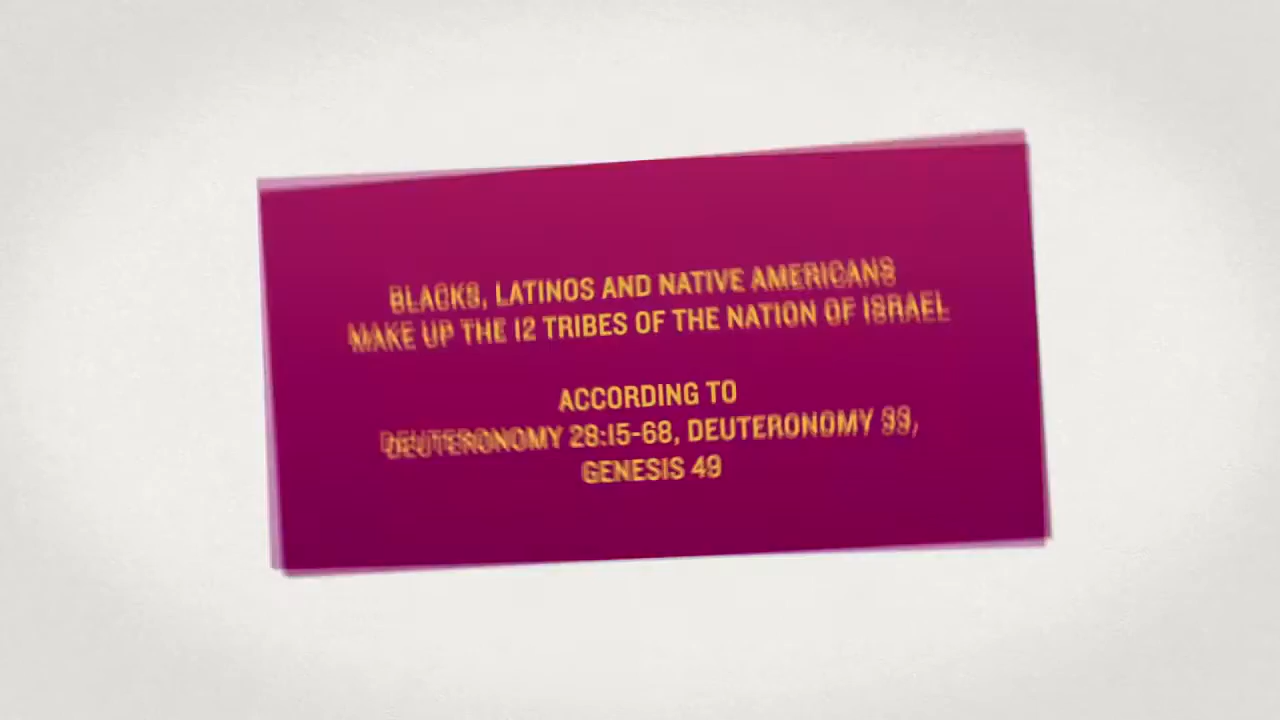 BLACKS, LATINOS AND NATIVE AMERICANS
MAKE UP THE 12 TRIBES OF THE NATION OF ISRAEL
ACCORDING TO
DEUTERONOMY 28:15-68, DEUTERONOMY 33,
GENESIS 49